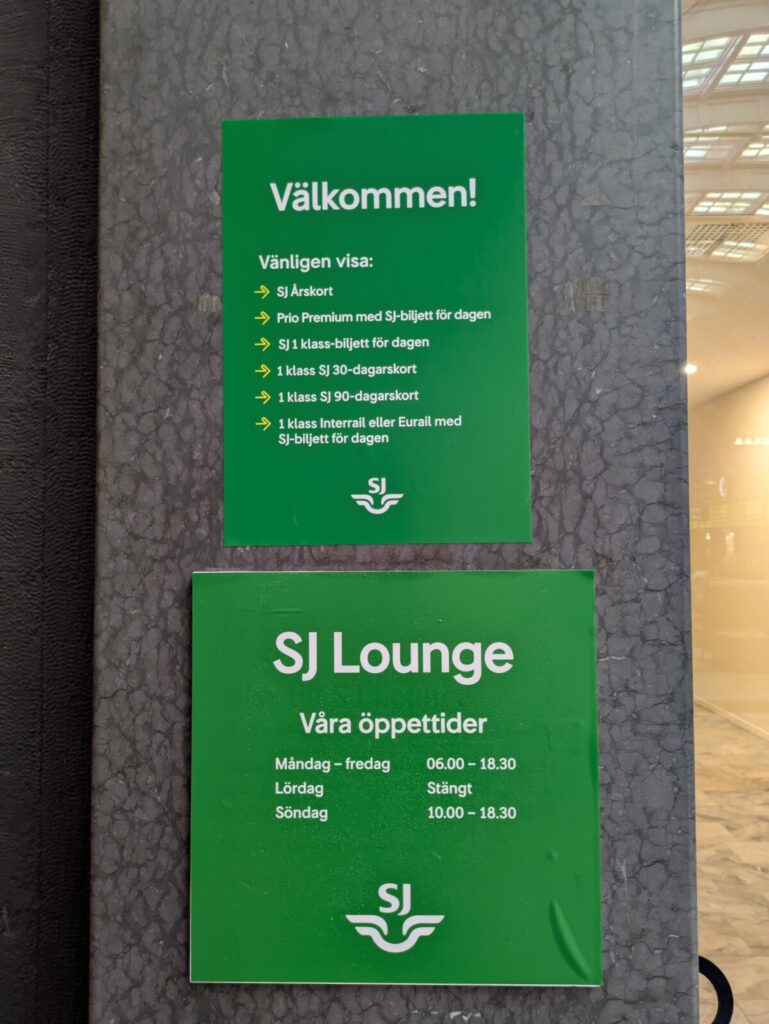 Välkommen!
Vänligen visa:
→ SJ Årskort
→ Prio Premium med SJ-biljett för dagen
→ SJ 1 klass-biljett för dagen
→ 1 klass SJ 30-dagarskort
→ 1 klass SJ 90-dagarskort
→ 1 klass Interrail eller Eurail med
SJ-biljett för dagen
SJ
SJ Lounge
Våra öppettider
Måndag – fredag 06.00 – 18.30
Lördag Stängt
Söndag 10.00 – 18.30
SJ